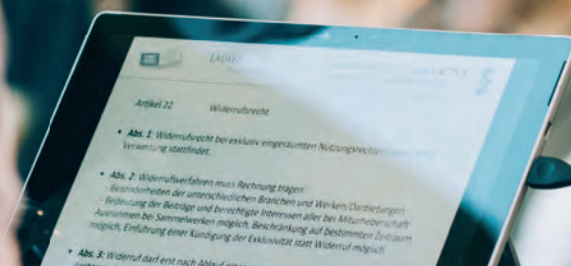 Artikel 22 Widerrufsrecht
• Abs. 1: Widerrufsrecht bei exklusiv eingeräumten Nutzungsrechten
Verwertung stattfindet.
• Abs. 2: Widerrufsverfahren muss Rechnung tragen:
- Besonderheiten der unterschiedlichen Branchen und Werken/Darbietungen
- Bedeutung der Beiträge und berechtigte Interessen aller bei Miturheberschaft
Ausnahmen bei Sammelwerken möglich, Beschränkung auf bestimmten Zeitraum
möglich, Einführung einer Kündigung der Exklusivität statt Widerruf möglich
• Abs. 3: Widerruf darf erst nach Ablauf